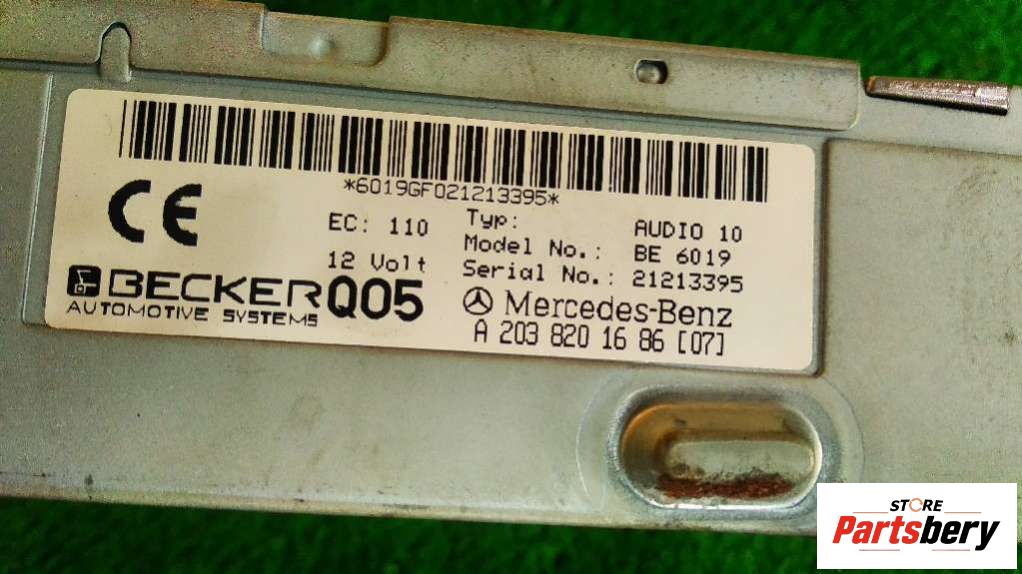 *6019GF021213395*
CE
EC: 110
12 Volt
Typ: AUDIO 10
Model No.: BE 6019
Serial No.: 21213395
BECKER Q05
AUTOMOTIVE SYSTEMS
Mercedes-Benz
A 203 820 16 86 [07]
STORE
Partsbery